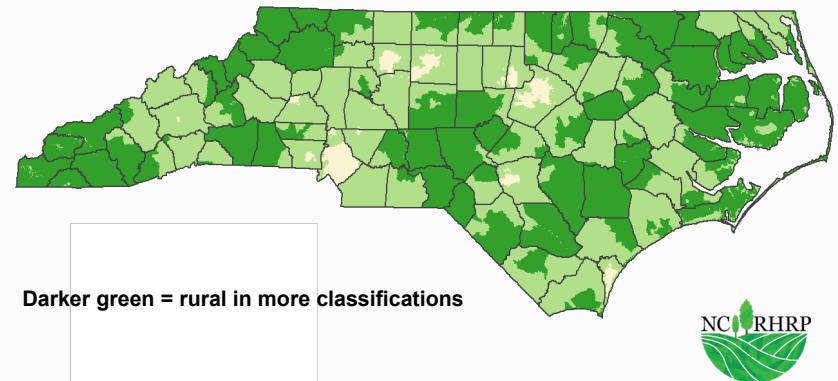 Darker green = rural in more classifications
NC RHRP